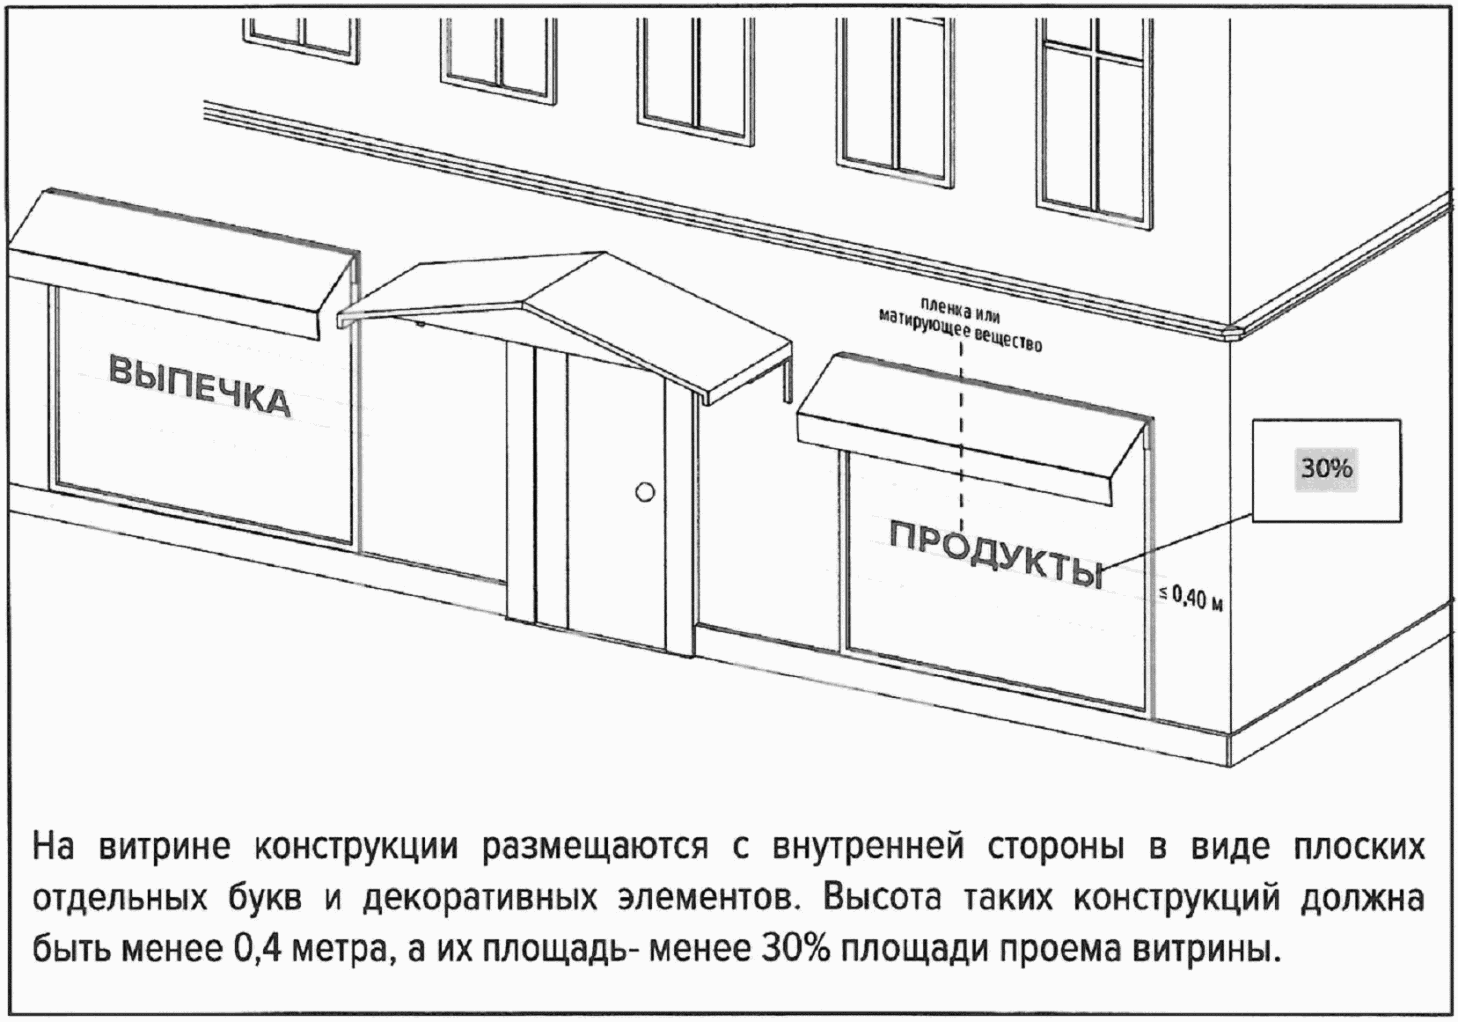 пленка или
матирующее вещество
ВЫПЕЧКА
30%
ПРОДУКТЫ
≤ 0,40 м
На витрине конструкции размещаются с внутренней стороны в виде плоских
отдельных букв и декоративных элементов. Высота таких конструкций должна
быть менее 0,4 метра, а их площадь- менее 30% площади проема витрины.